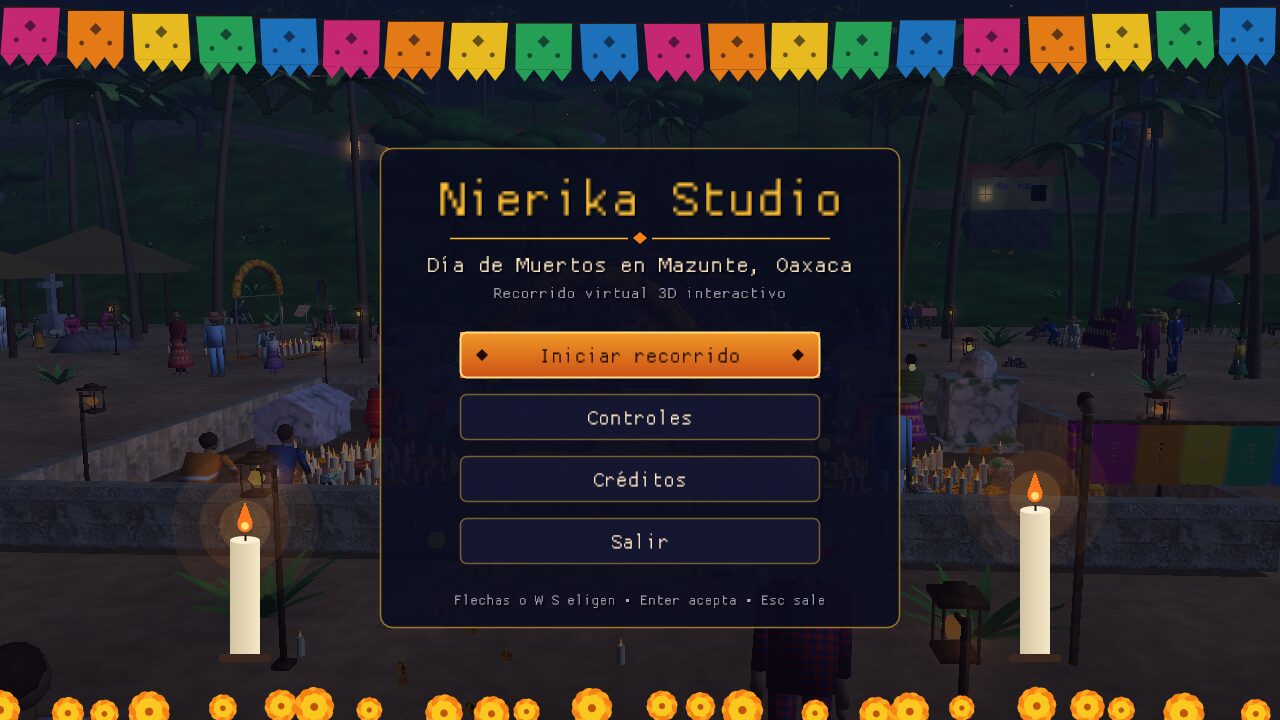 Nierika Studio
Día de Muertos en Mazunte, Oaxaca
Recorrido virtual 3D interactivo
Iniciar recorrido
Controles
Créditos
Salir
Flechas o W S eligen • Enter acepta • Esc sale